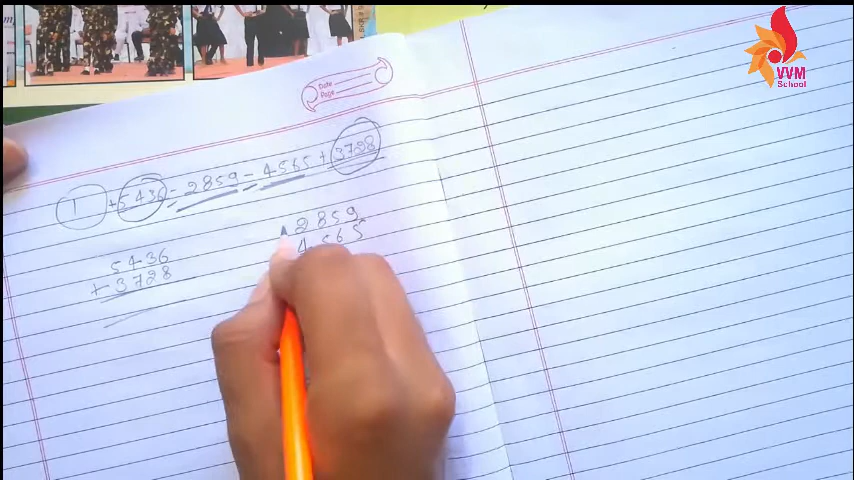 VVM
School
Date
Page
1 +5436 - 2859 - 4565 + 3728
2859
4565
5436
+ 3728